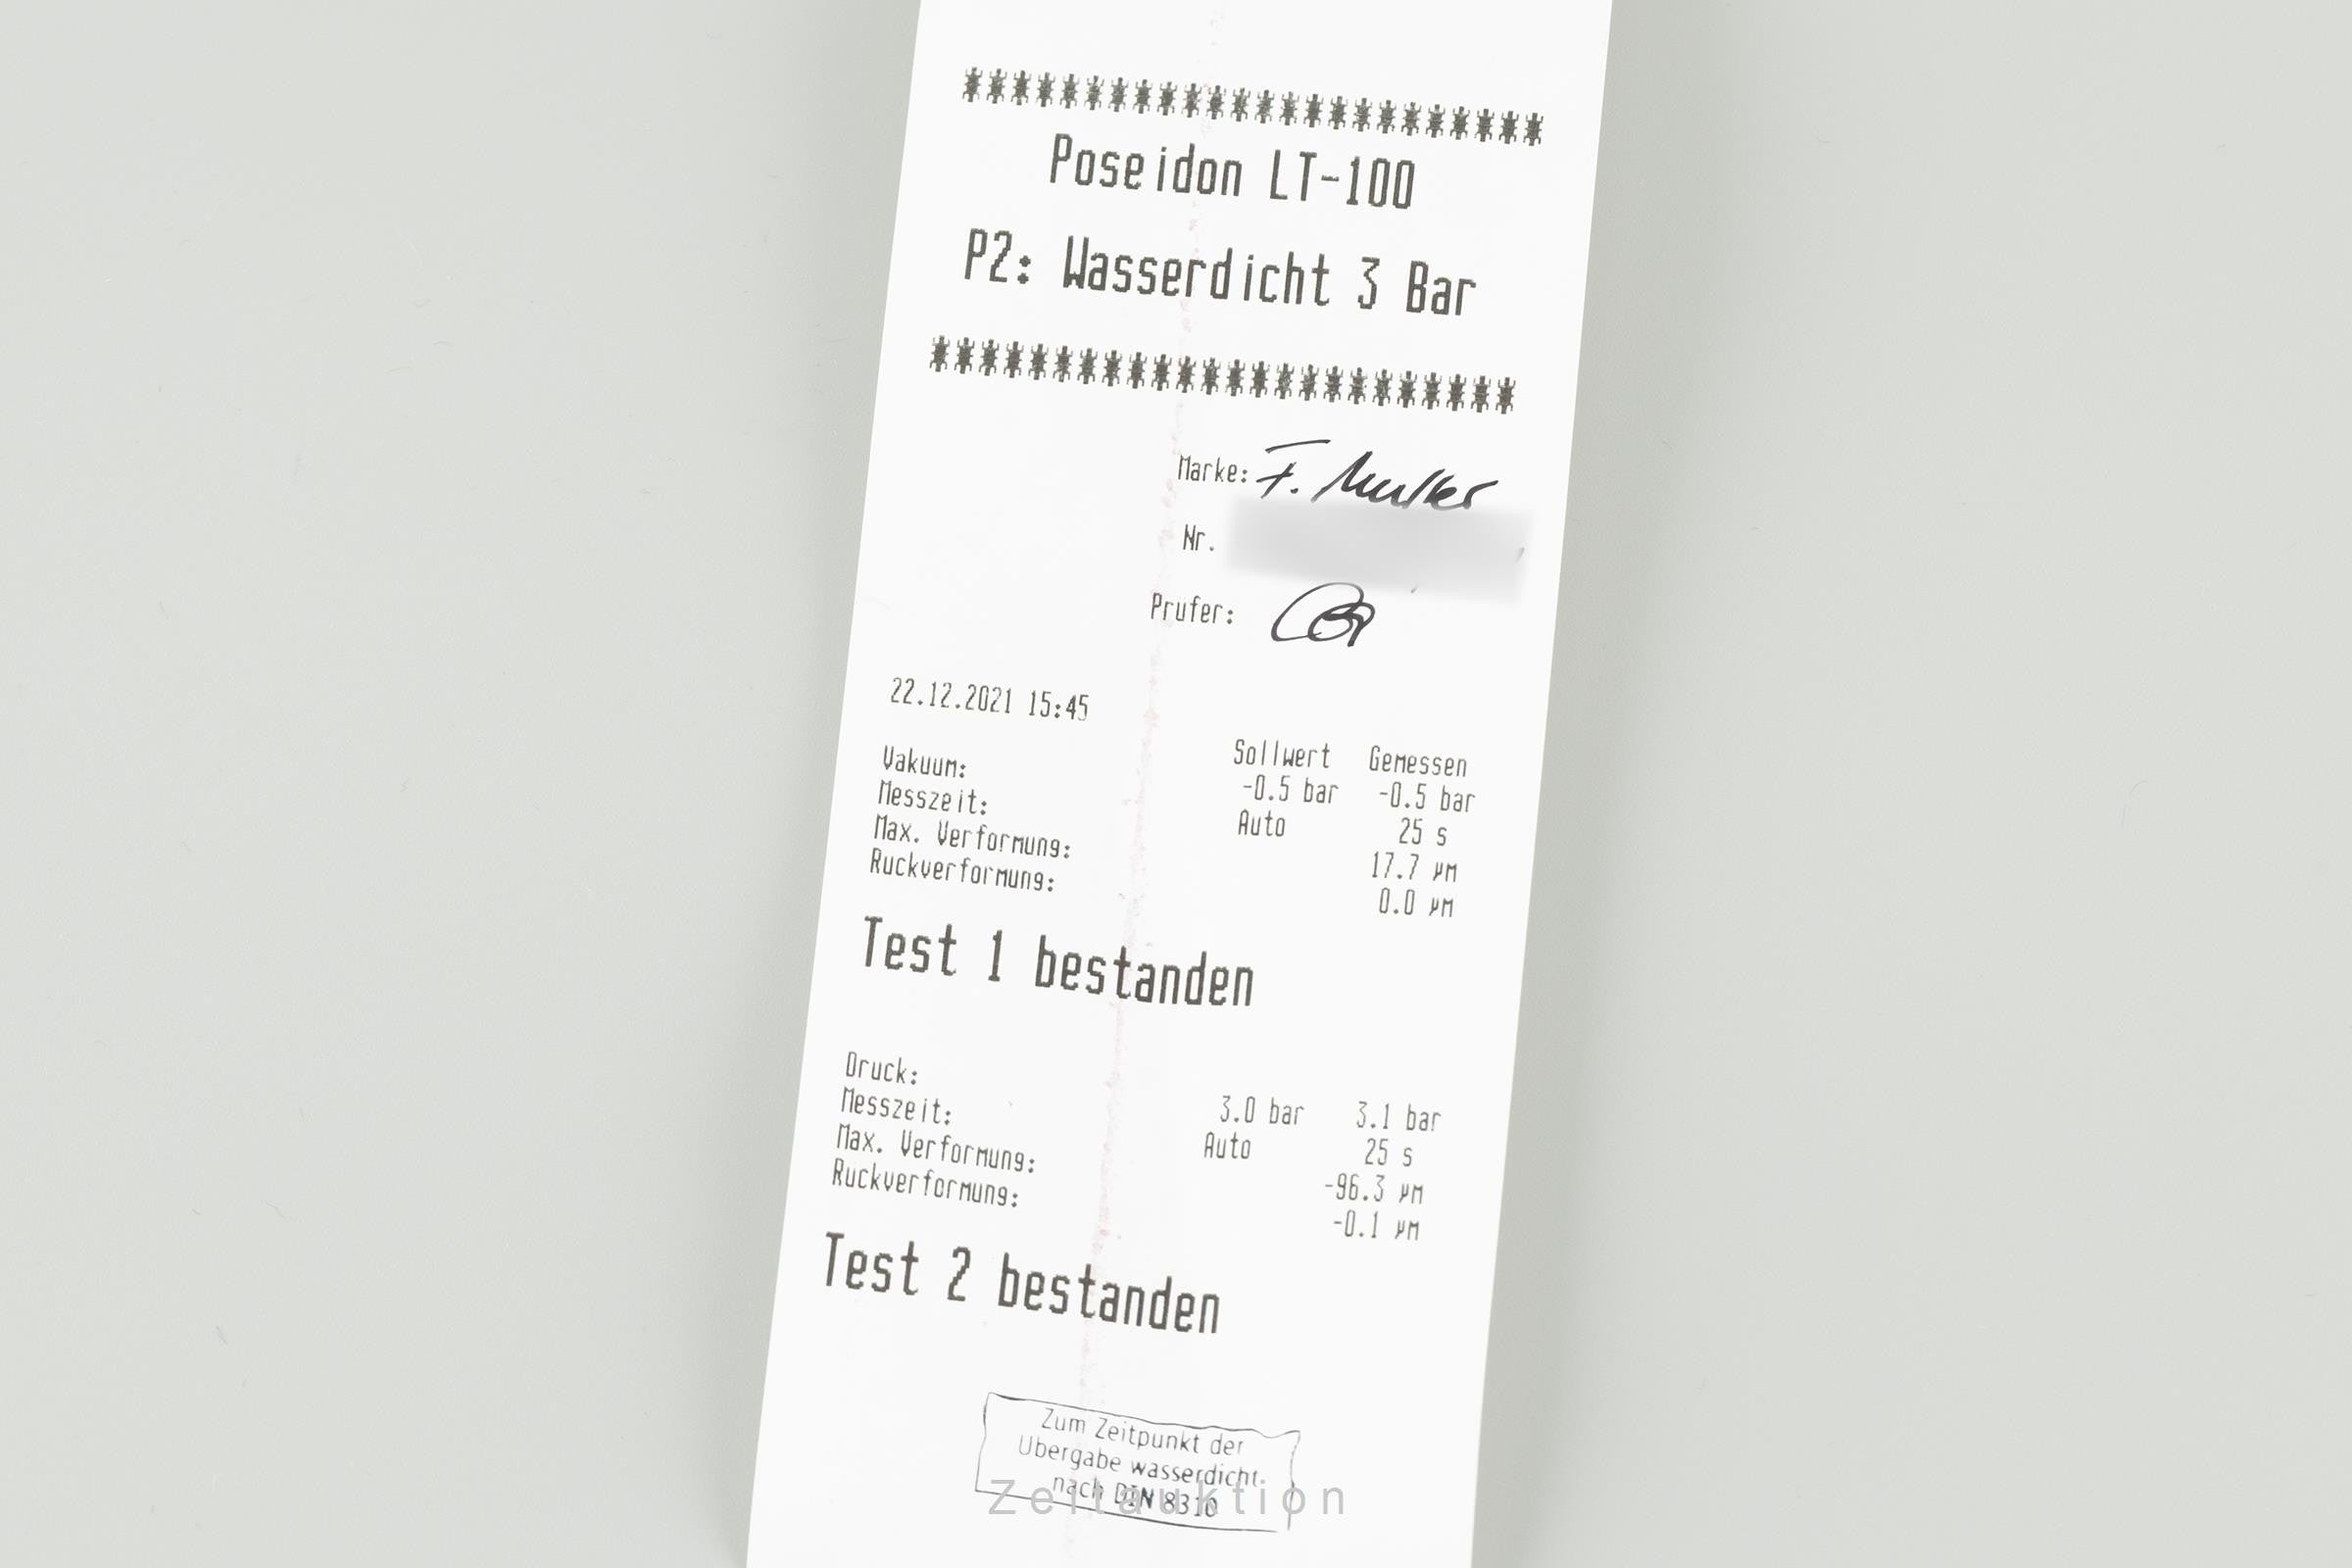 ************************
Poseidon LT-100
P2: Wasserdicht 3 Bar
************************
Marke: F. Muller
Nr.
Prufer:
22.12.2021 15:45
Sollwert Gemessen
Vakuum: -0.5 bar -0.5 bar
Messzeit: Auto 25 s
Max. Verformung: 17.7 µm
Ruckverformung: 0.0 µm
Test 1 bestanden
Druck: 3.0 bar 3.1 bar
Messzeit: Auto 25 s
Max. Verformung: -96.3 µm
Ruckverformung: -0.1 µm
Test 2 bestanden
Zum Zeitpunkt der
Übergabe wasserdicht
nach DIN 8310
Zeitauktion